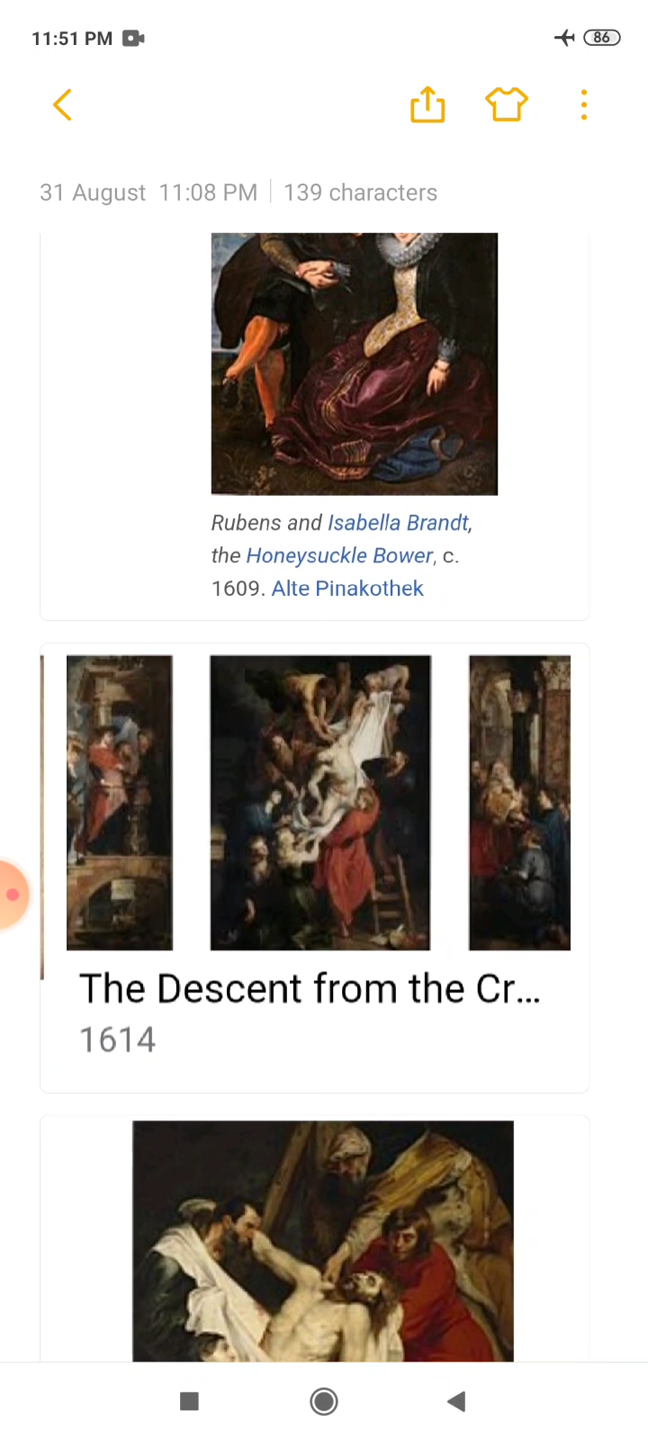 11:51 PM
86
31 August 11:08 PM | 139 characters
Rubens and Isabella Brandt,
the Honeysuckle Bower, c.
1609. Alte Pinakothek
The Descent from the Cr...
1614